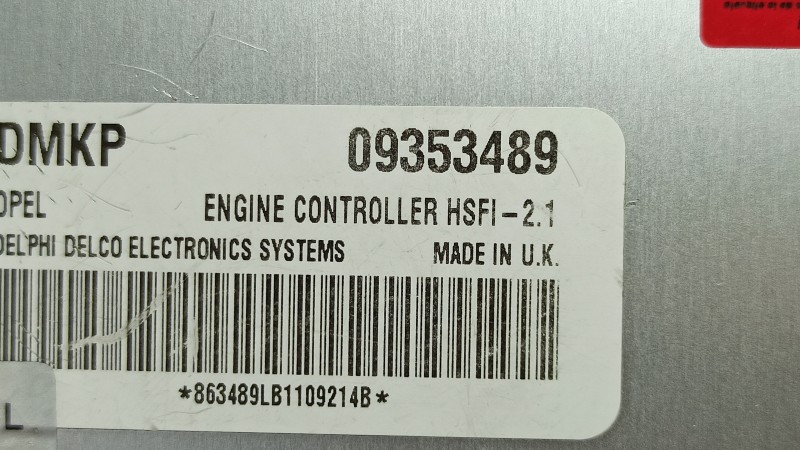 DMKP 09353489
OPEL ENGINE CONTROLLER HSFI-2.1
DELPHI DELCO ELECTRONICS SYSTEMS MADE IN U.K.
*863489LB1109214B*
L